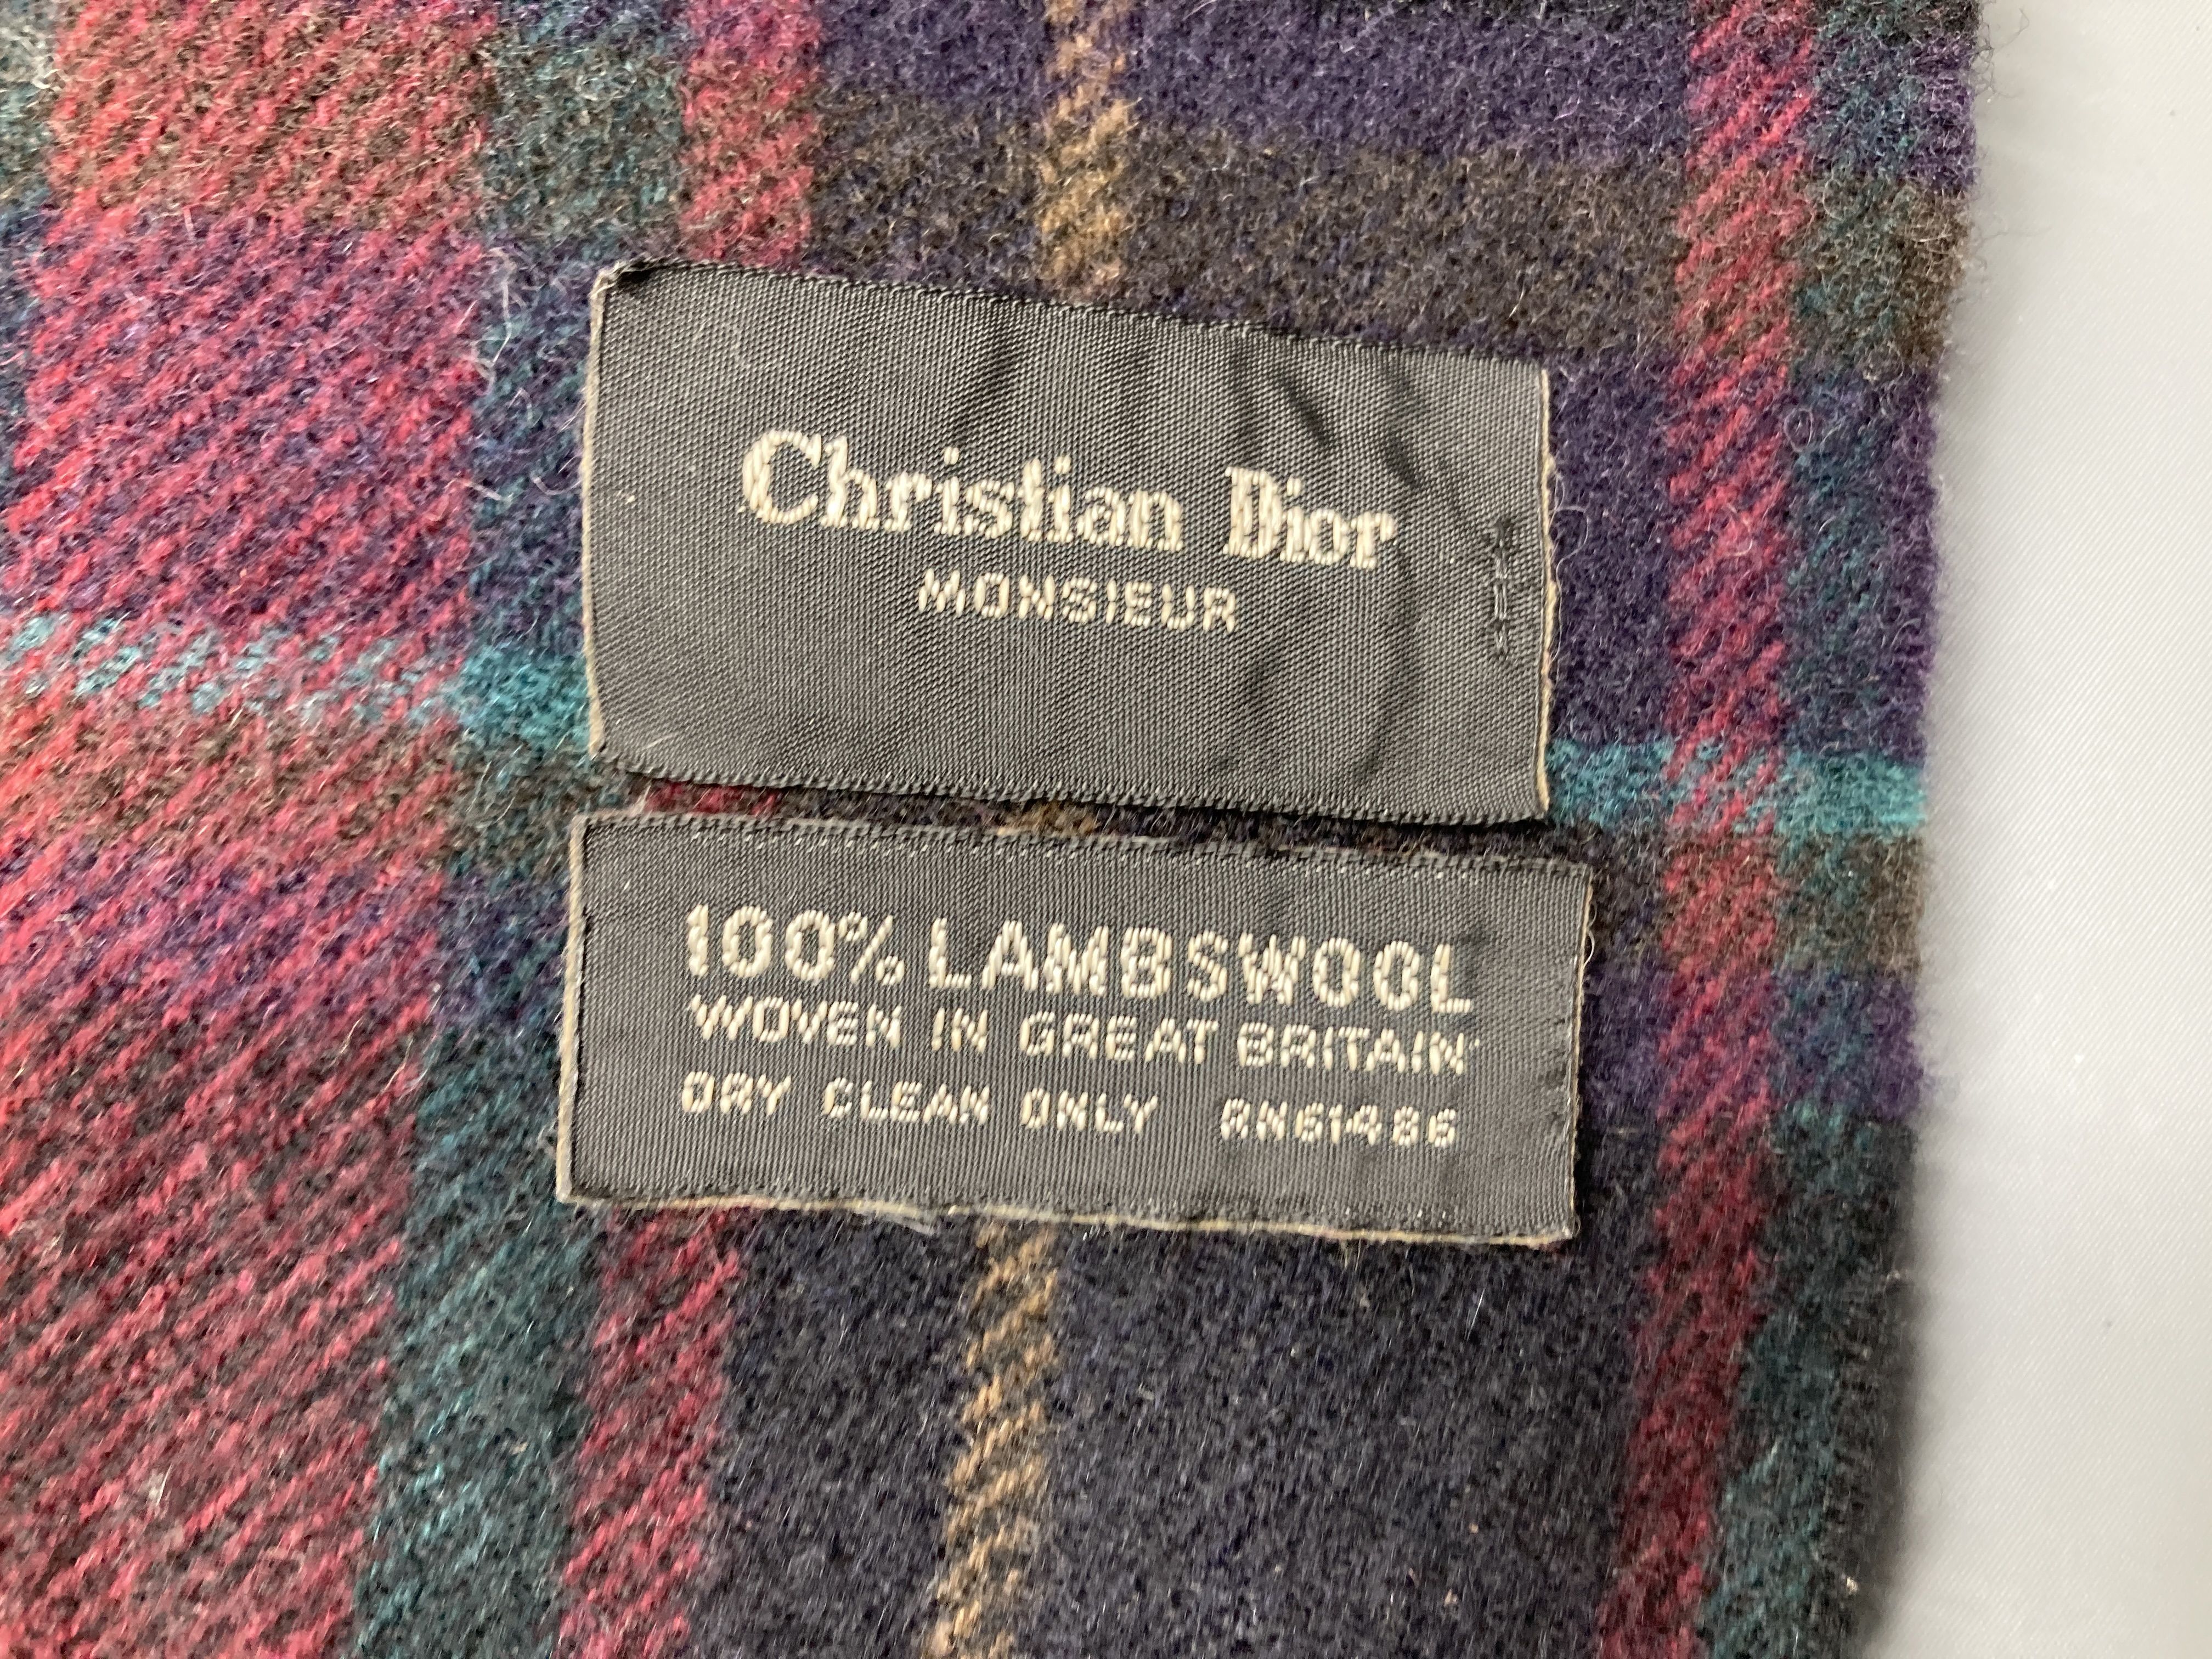 Christian Dior
MONSIEUR
100% LAMBSWOOL
WOVEN IN GREAT BRITAIN
DRY CLEAN ONLY RN61486